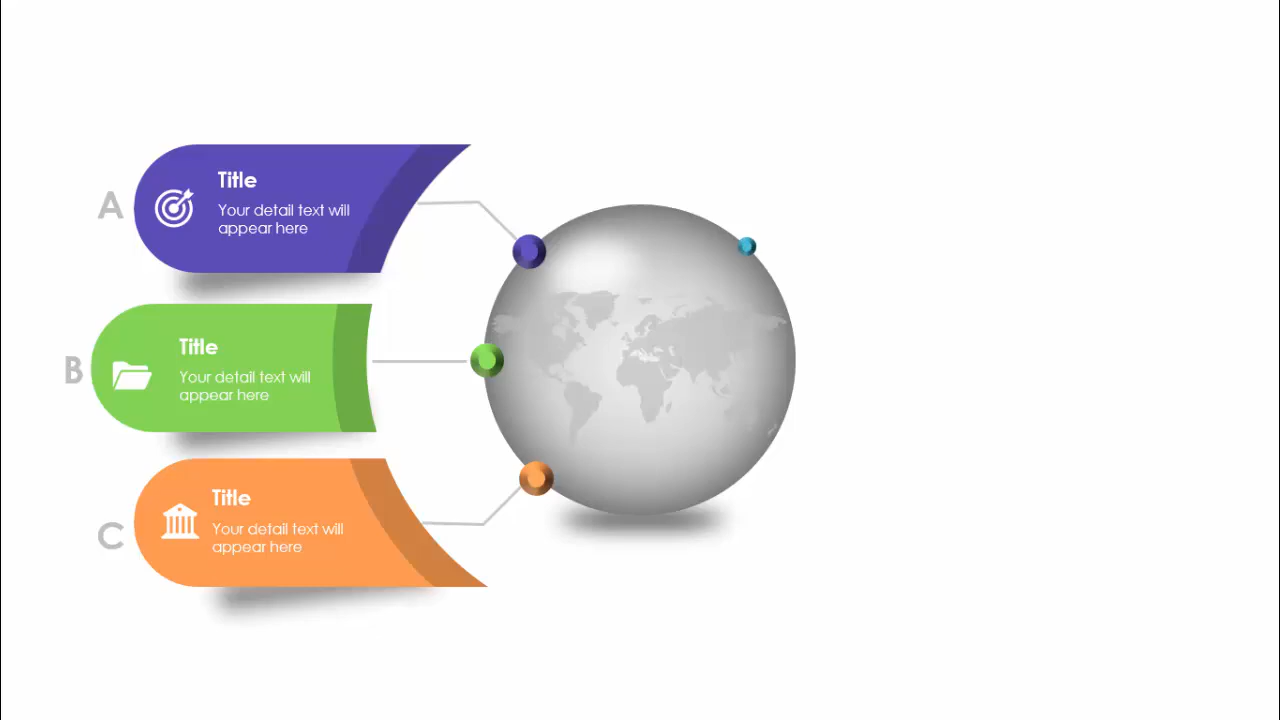 A
Title
Your detail text will
appear here
B
Title
Your detail text will
appear here
C
Title
Your detail text will
appear here